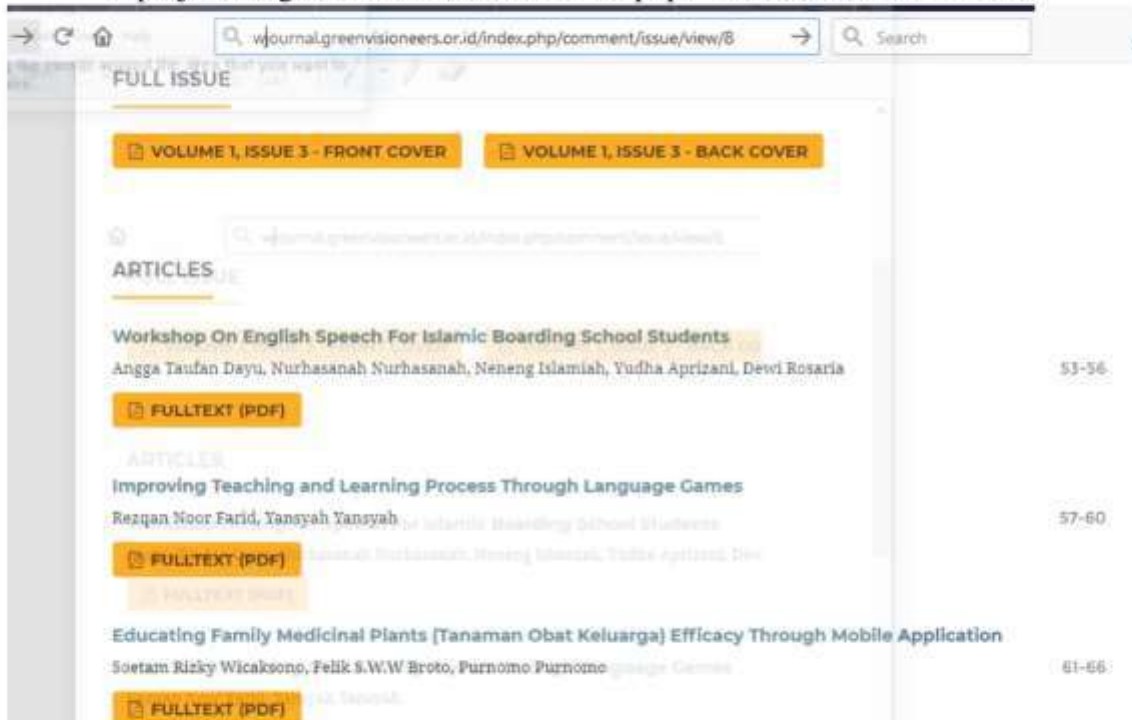 wjournal.greenvisioneers.or.id/index.php/comment/issue/view/8
Search
FULL ISSUE
VOLUME 1, ISSUE 3 - FRONT COVER
VOLUME 1, ISSUE 3 - BACK COVER
ARTICLES
Workshop On English Speech For Islamic Boarding School Students
Angga Taufan Dayu, Nurhasanah Nurhasanah, Neneng Islamiah, Yudha Aprizani, Dewi Rosaria
53-56
FULLTEXT (PDF)
Improving Teaching and Learning Process Through Language Games
Rezqan Noor Farid, Yansyah Yansyah
57-60
FULLTEXT (PDF)
Educating Family Medicinal Plants (Tanaman Obat Keluarga) Efficacy Through Mobile Application
Soetam Rizky Wicaksono, Felik S.W.W Broto, Purnomo Purnomo
61-66
FULLTEXT (PDF)